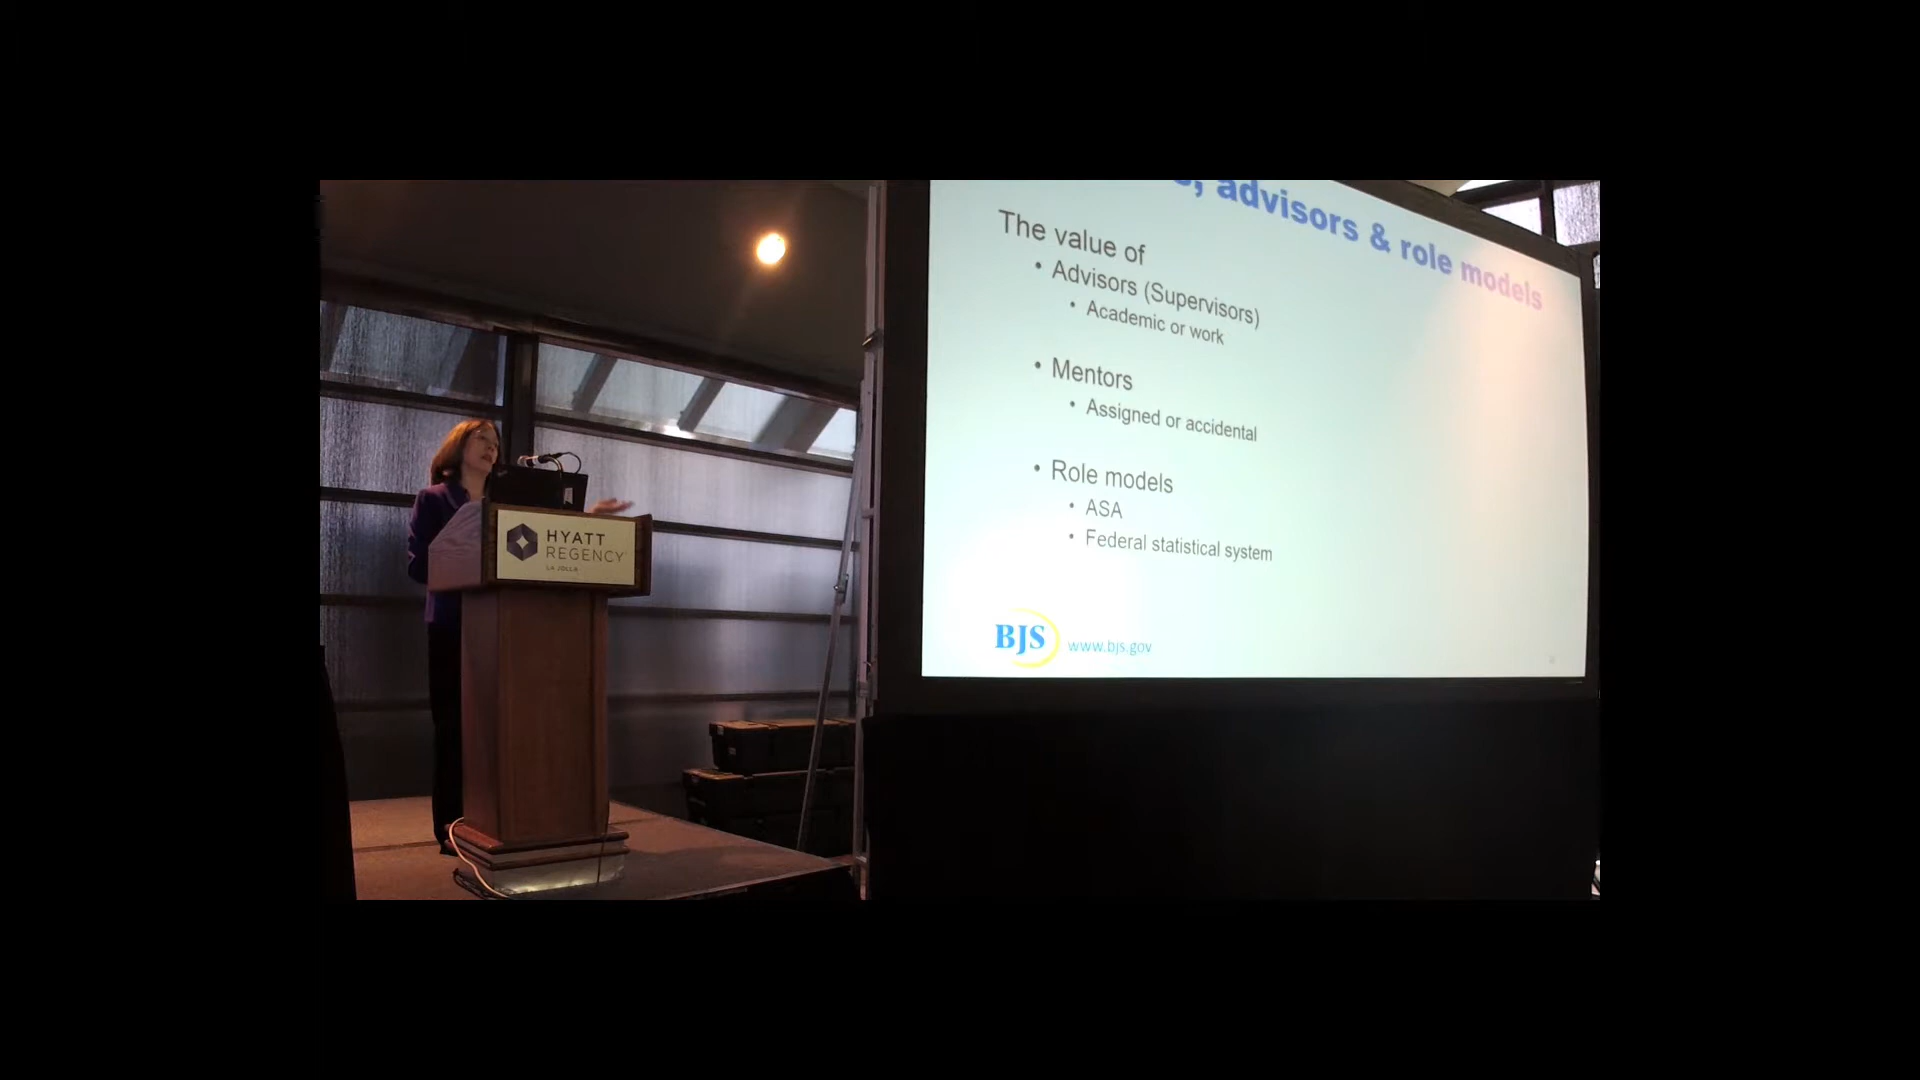 HYATT
REGENCY
LA JOLLA
advisors & role models
The value of
• Advisors (Supervisors)
• Academic or work
• Mentors
• Assigned or accidental
• Role models
• ASA
• Federal statistical system
BJS www.bjs.gov